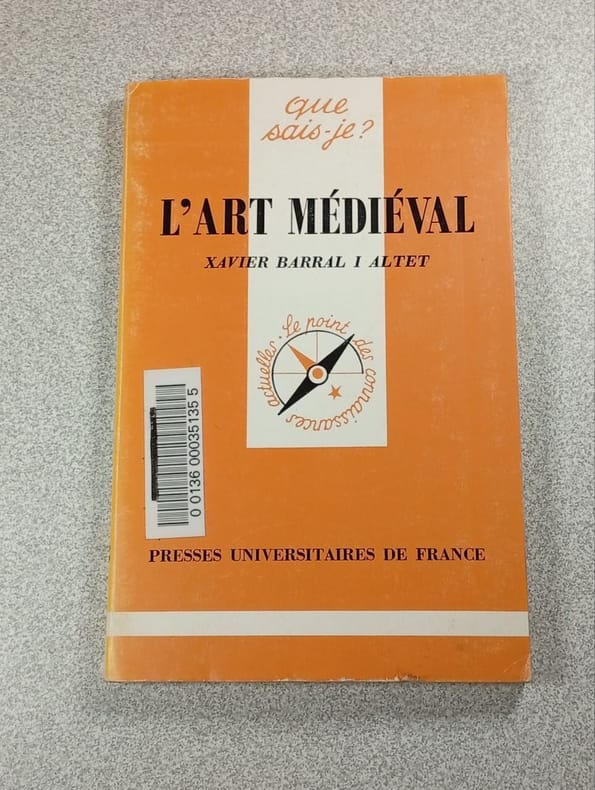 que
sais-je?
L'ART MÉDIÉVAL
XAVIER BARRAL I ALTET
Le point des connaissances actuelles.
0 0136 00035135 5
PRESSES UNIVERSITAIRES DE FRANCE